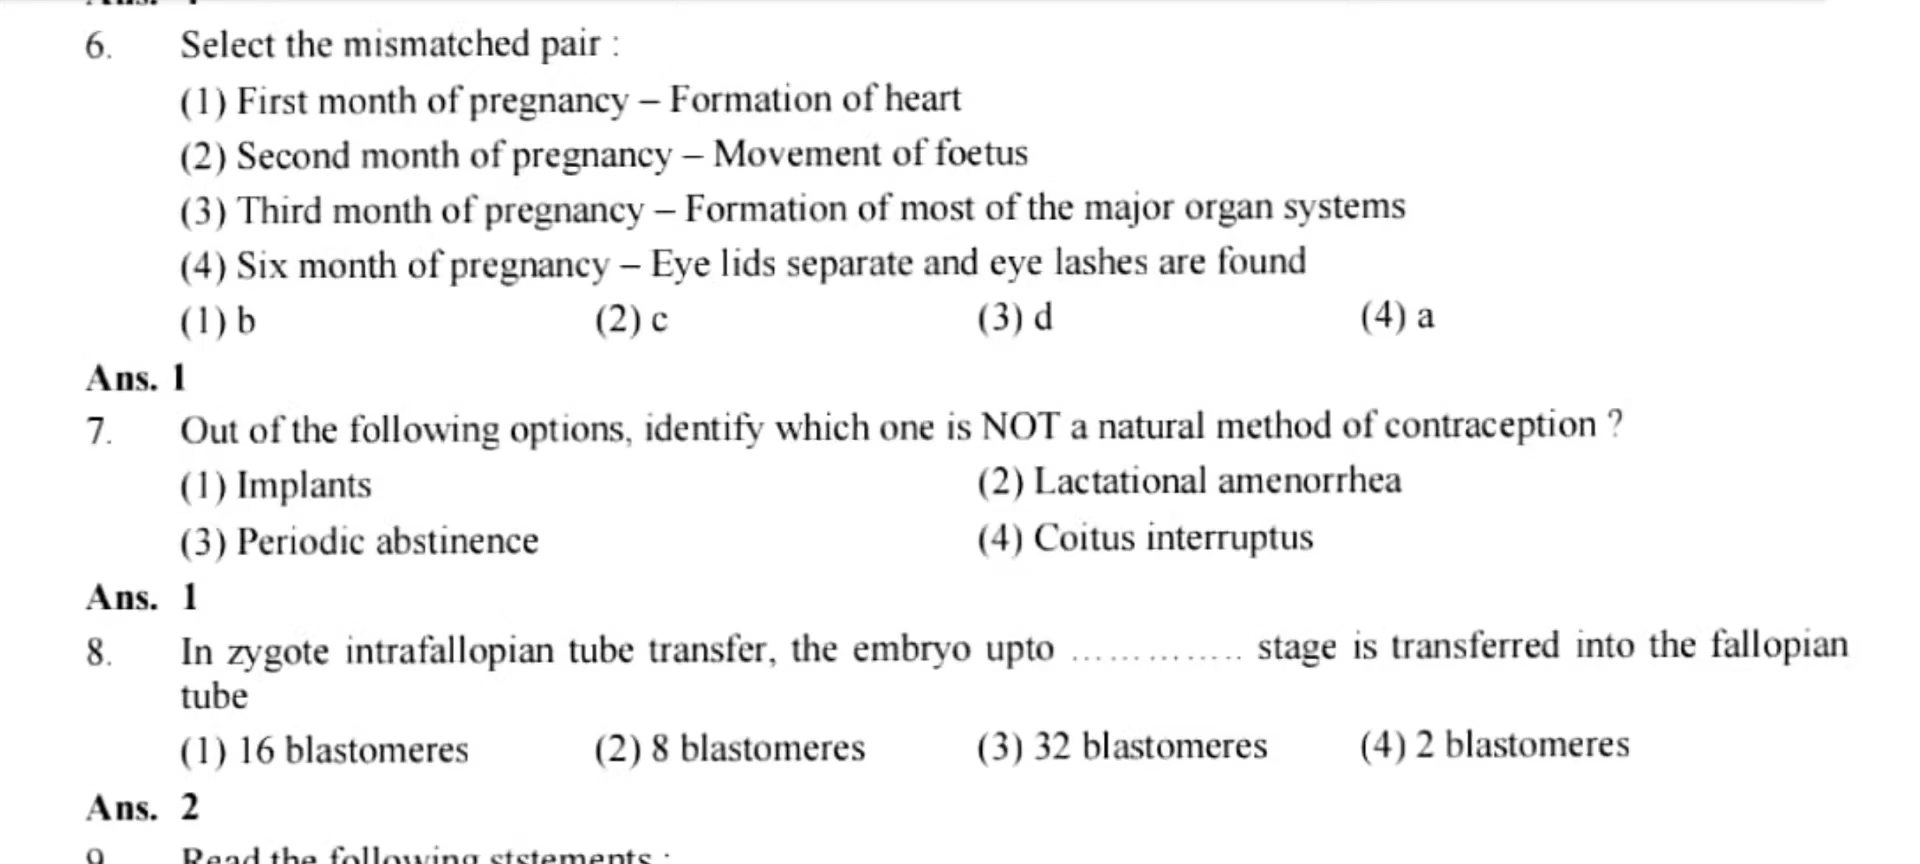 6. Select the mismatched pair :
(1) First month of pregnancy – Formation of heart
(2) Second month of pregnancy – Movement of foetus
(3) Third month of pregnancy – Formation of most of the major organ systems
(4) Six month of pregnancy – Eye lids separate and eye lashes are found
(1) b (2) c (3) d (4) a
Ans. 1
7. Out of the following options, identify which one is NOT a natural method of contraception ?
(1) Implants (2) Lactational amenorrhea
(3) Periodic abstinence (4) Coitus interruptus
Ans. 1
8. In zygote intrafallopian tube transfer, the embryo upto .............. stage is transferred into the fallopian
tube
(1) 16 blastomeres (2) 8 blastomeres (3) 32 blastomeres (4) 2 blastomeres
Ans. 2
9. Read the following ststements :